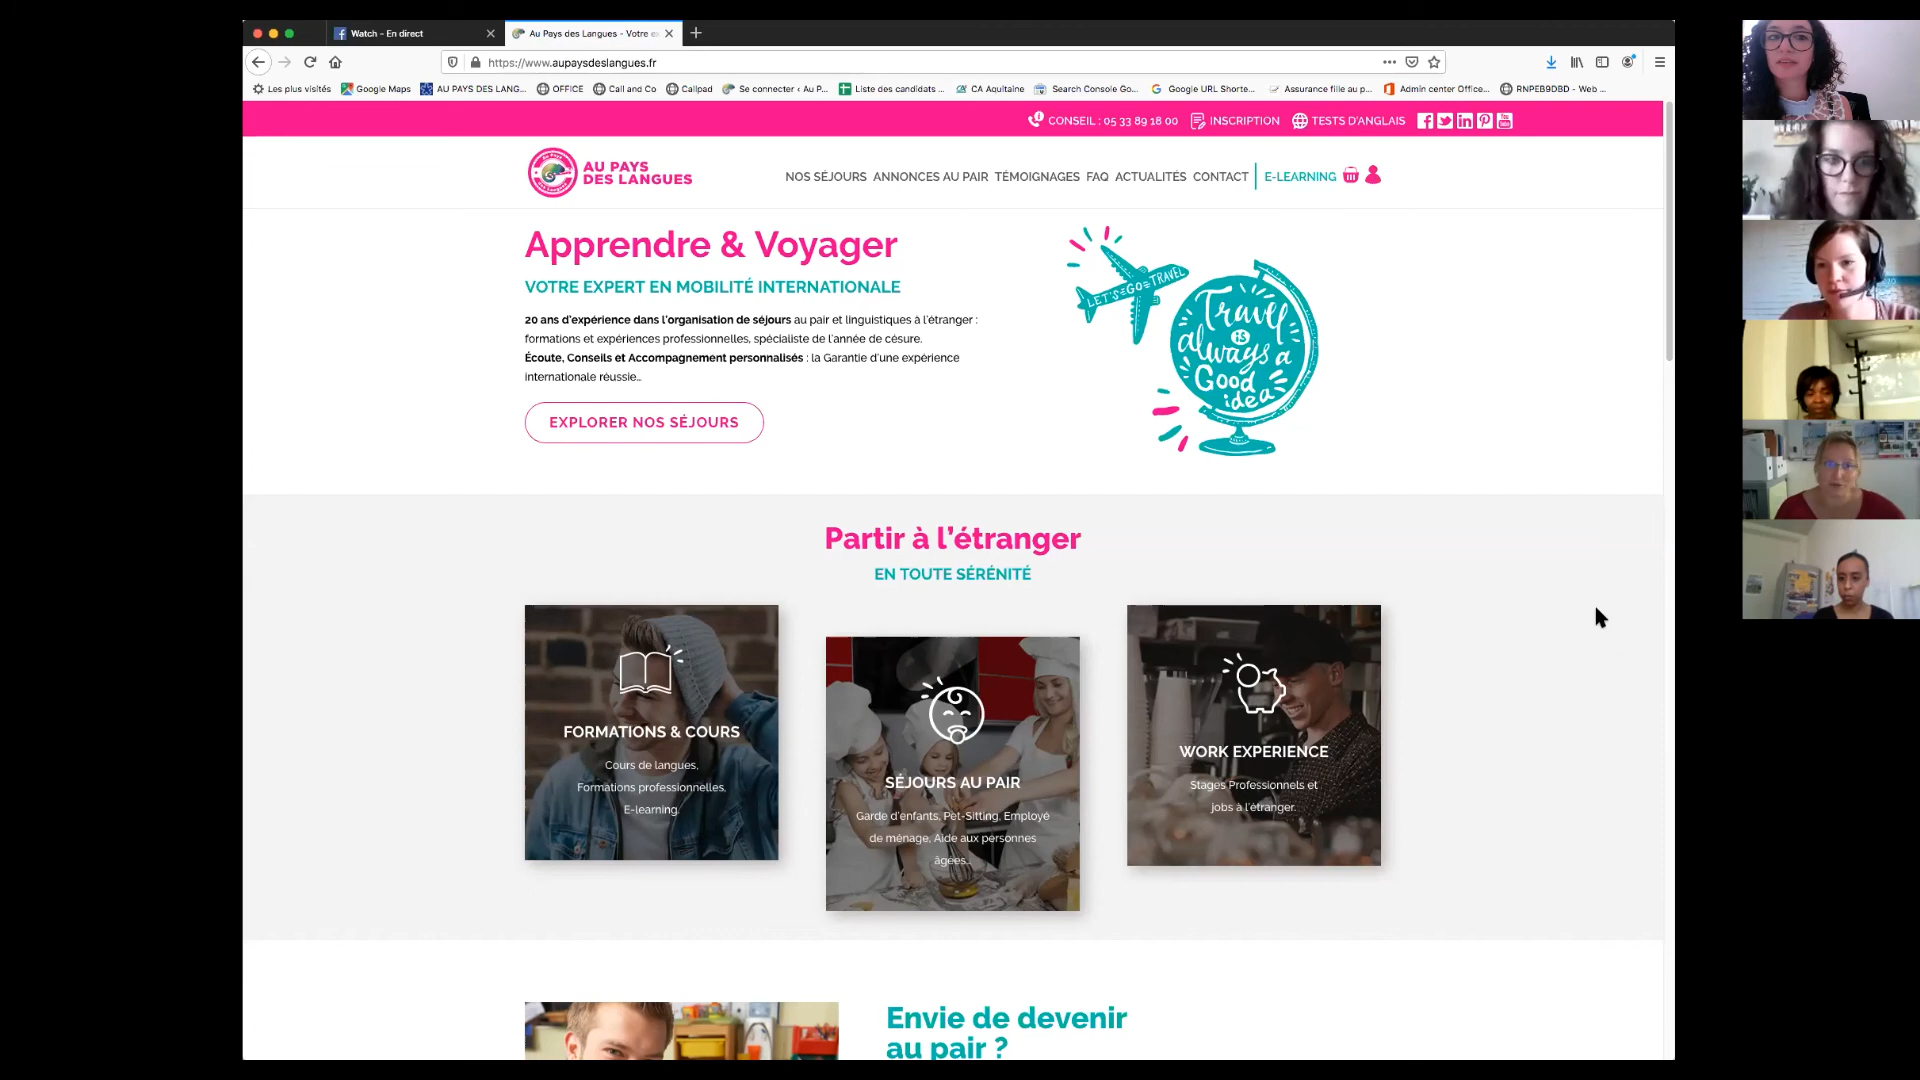 Watch - En direct
Au Pays des Langues - Votre e
https://www.aupaysdeslangues.fr
Les plus visités
Google Maps
AU PAYS DES LANG...
OFFICE
Call and Co
Callpad
Se connecter ‹ Au P...
Liste des candidats ...
CA Aquitaine
Search Console Go...
Google URL Shorte...
Assurance fille au p...
Admin center Office...
RNPEB9DBD - Web ...
CONSEIL : 05 33 89 18 00
INSCRIPTION
TESTS D'ANGLAIS
Au Pays
des Langues
AU PAYS
DES LANGUES
NOS SÉJOURS
ANNONCES AU PAIR
TÉMOIGNAGES
FAQ
ACTUALITÉS
CONTACT
E-LEARNING
Apprendre & Voyager
VOTRE EXPERT EN MOBILITÉ INTERNATIONALE
20 ans d'expérience dans l'organisation de séjours au pair et linguistiques à l'étranger :
formations et expériences professionnelles, spécialiste de l'année de césure.
Écoute, Conseils et Accompagnement personnalisés : la Garantie d'une expérience
internationale réussie...
EXPLORER NOS SÉJOURS
LET'S GO TRAVEL
Travel
is
always a
Good
idea
Partir à l'étranger
EN TOUTE SÉRÉNITÉ
FORMATIONS & COURS
Cours de langues,
Formations professionnelles,
E-learning.
SÉJOURS AU PAIR
Garde d'enfants, Pet-Sitting, Employé
de ménage, Aide aux personnes
âgées...
WORK EXPERIENCE
Stages Professionnels et
jobs à l'étranger.
Envie de devenir
au pair ?